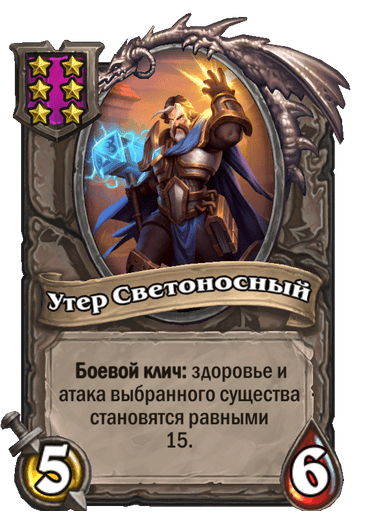 Утер Светоносный
Боевой клич: здоровье и
атака выбранного существа
становятся равными
15.
5
6